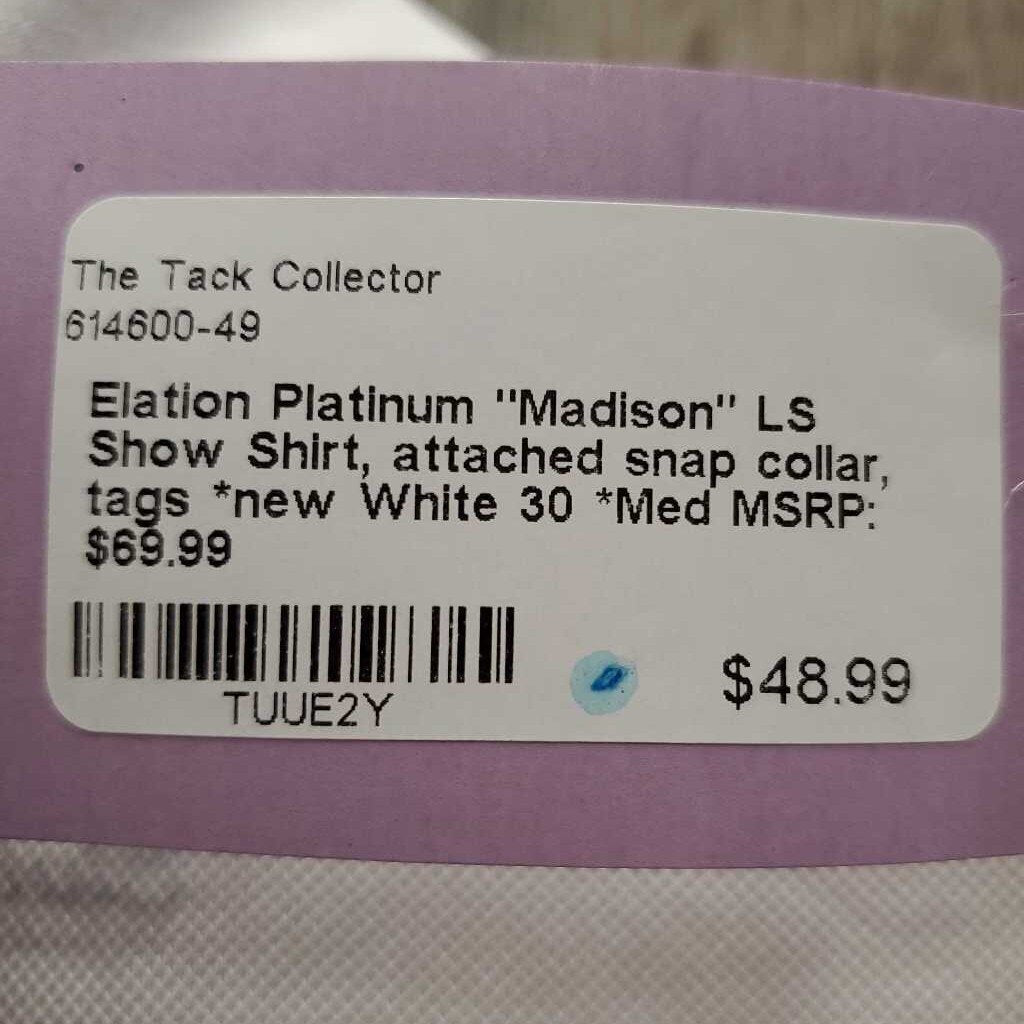 The Tack Collector
614600-49
Elation Platinum "Madison" LS
Show Shirt, attached snap collar,
tags *new White 30 *Med MSRP:
$69.99
TUUE2Y
$48.99